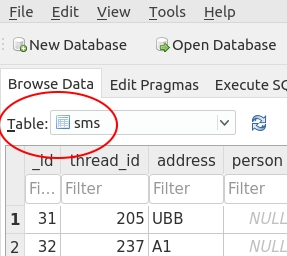 File Edit View Tools Help
New Database Open Database
Browse Data Edit Pragmas Execute SQ
Table: sms
_id thread_id address person
Fi... Filter Filter Filter
1 31 205 UBB NULL
2 32 237 A1 NULL